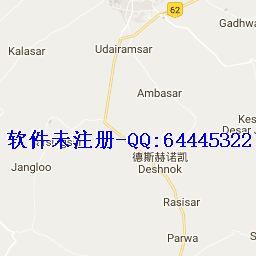 62
Gadhwa
Kalasar
Udairamsar
Ambasar
Kes
Desar
软件未注册-QQ:64445322
德斯赫诺凯
Deshnok
Jangloo
Rasisar
Parwa